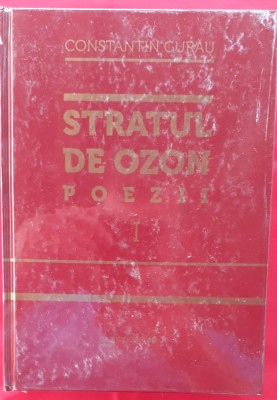 CONSTANTIN GURĂU
STRATUL
DE OZON
POEZII
I